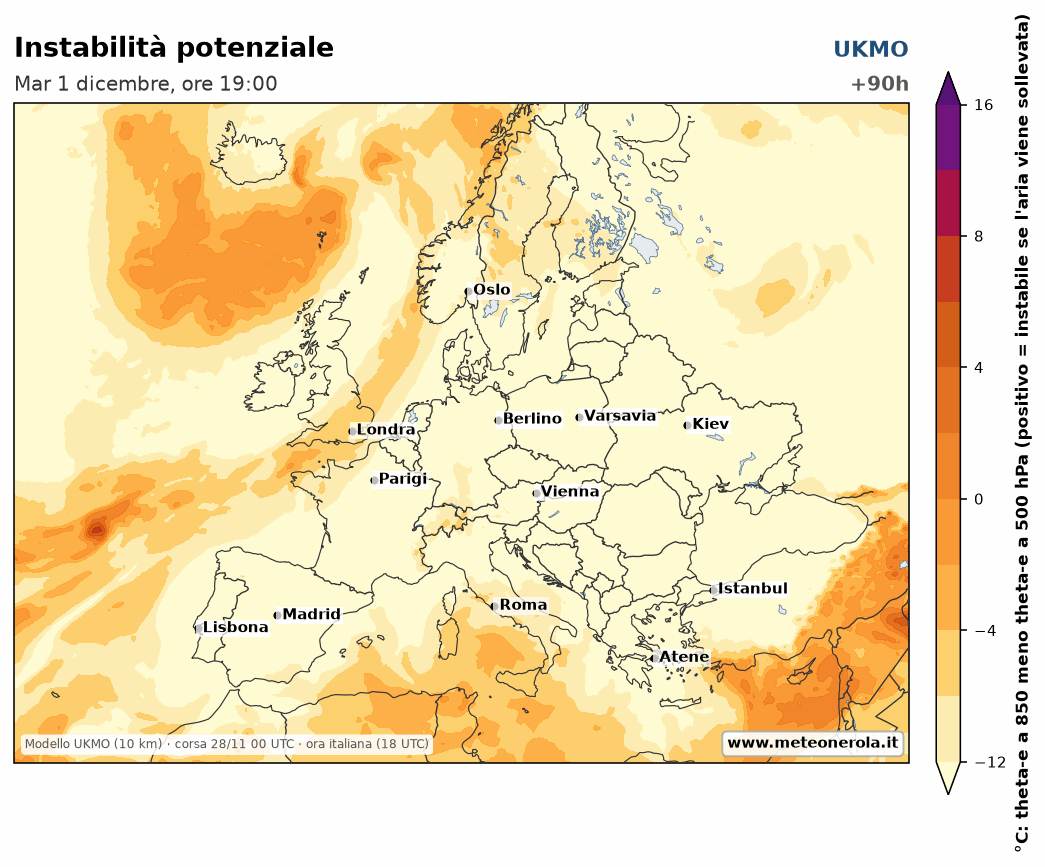 Instabilità potenziale
UKMO
Mar 1 dicembre, ore 19:00
+90h
Oslo
Londra
Berlino
Varsavia
Kiev
Parigi
Vienna
Istanbul
Roma
Madrid
Lisbona
Atene
Modello UKMO (10 km) · corsa 28/11 00 UTC · ora italiana (18 UTC)
www.meteonerola.it
16
8
4
0
−4
−12
°C: theta-e a 850 meno theta-e a 500 hPa (positivo = instabile se l'aria viene sollevata)